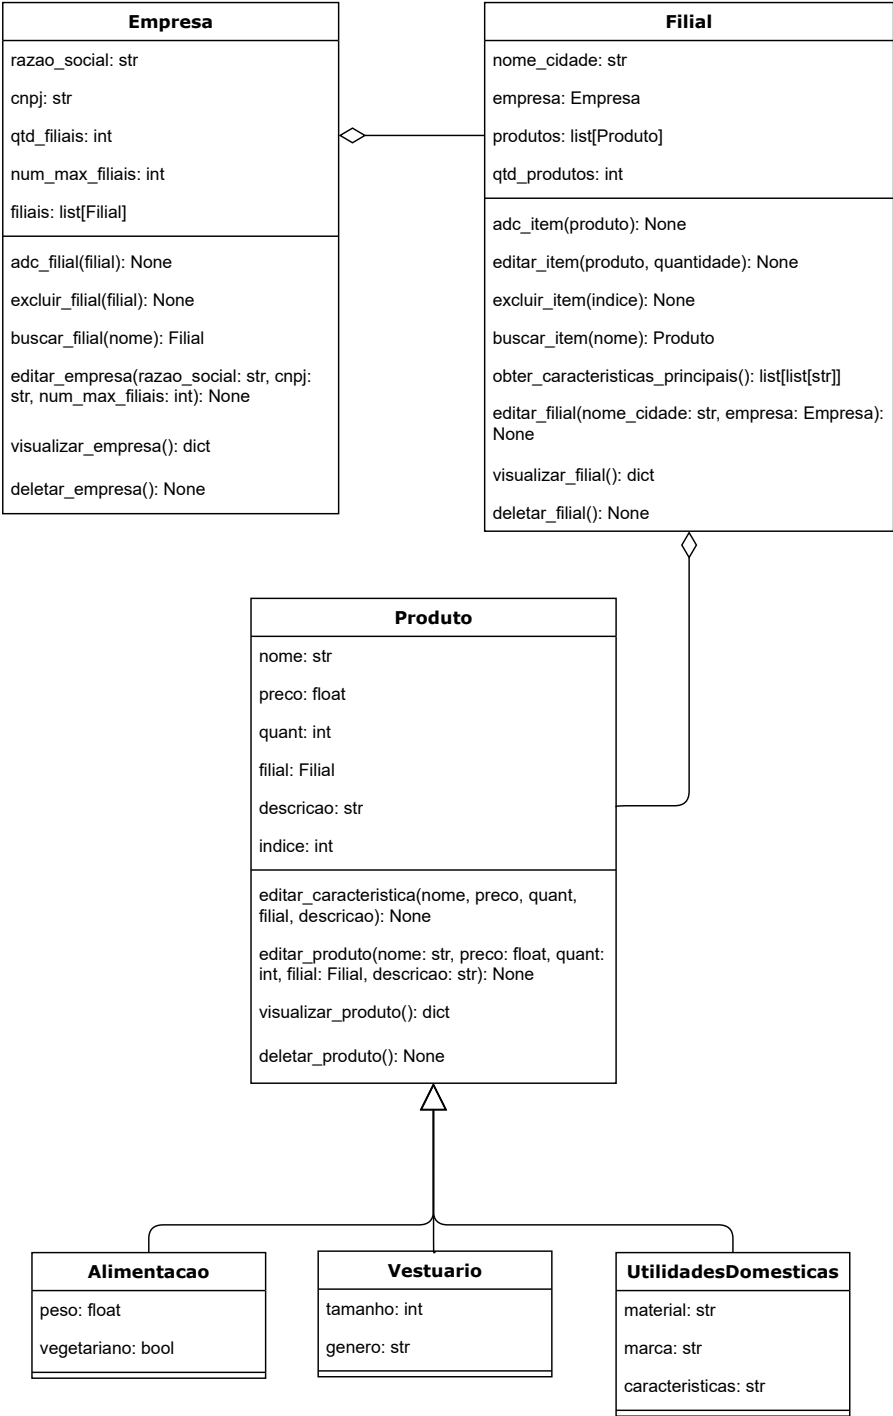 Empresa
razao_social: str
cnpj: str
qtd_filiais: int
num_max_filiais: int
filiais: list[Filial]
adc_filial(filial): None
excluir_filial(filial): None
buscar_filial(nome): Filial
editar_empresa(razao_social: str, cnpj:
str, num_max_filiais: int): None
visualizar_empresa(): dict
deletar_empresa(): None
Filial
nome_cidade: str
empresa: Empresa
produtos: list[Produto]
qtd_produtos: int
adc_item(produto): None
editar_item(produto, quantidade): None
excluir_item(indice): None
buscar_item(nome): Produto
obter_caracteristicas_principais(): list[list[str]]
editar_filial(nome_cidade: str, empresa: Empresa):
None
visualizar_filial(): dict
deletar_filial(): None
Produto
nome: str
preco: float
quant: int
filial: Filial
descricao: str
indice: int
editar_caracteristica(nome, preco, quant,
filial, descricao): None
editar_produto(nome: str, preco: float, quant:
int, filial: Filial, descricao: str): None
visualizar_produto(): dict
deletar_produto(): None
Alimentacao
peso: float
vegetariano: bool
Vestuario
tamanho: int
genero: str
UtilidadesDomesticas
material: str
marca: str
caracteristicas: str